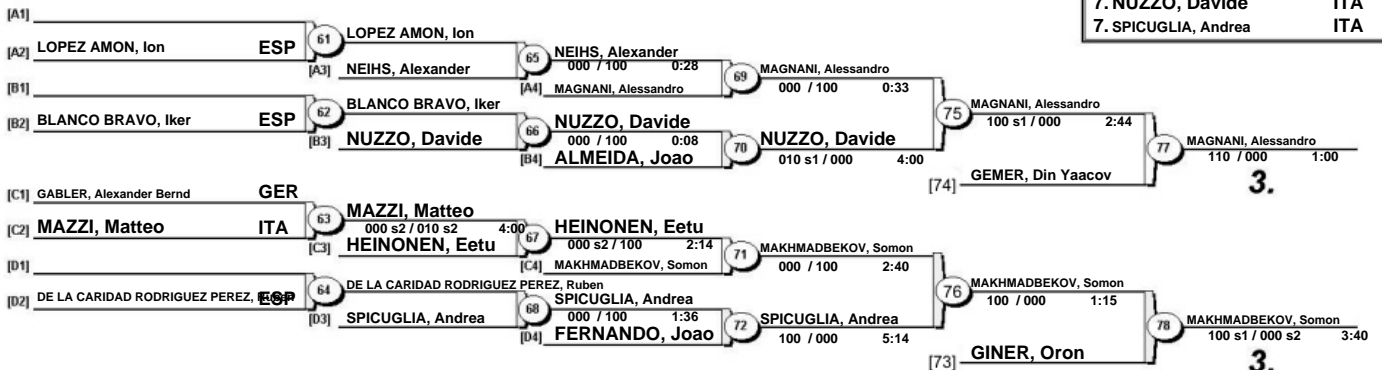 7. NUZZO, Davide ITA
7. SPICUGLIA, Andrea ITA
[A1]
[A2] LOPEZ AMON, Ion ESP
61
LOPEZ AMON, Ion
[A3] NEIHS, Alexander
65
NEIHS, Alexander
000 / 100 0:28
[A4] MAGNANI, Alessandro
69
MAGNANI, Alessandro
000 / 100 0:33
[B1]
[B2] BLANCO BRAVO, Iker ESP
62
BLANCO BRAVO, Iker
[B3] NUZZO, Davide
66
NUZZO, Davide
000 / 100 0:08
[B4] ALMEIDA, Joao
70
NUZZO, Davide
010 s1 / 000 4:00
75
MAGNANI, Alessandro
100 s1 / 000 2:44
[74] GEMER, Din Yaacov
77
MAGNANI, Alessandro
110 / 000 1:00
3.
[C1] GABLER, Alexander Bernd GER
[C2] MAZZI, Matteo ITA
63
MAZZI, Matteo
000 s2 / 010 s2 4:00
[C3] HEINONEN, Eetu
67
HEINONEN, Eetu
000 s2 / 100 2:14
[C4] MAKHMADBEKOV, Somon
71
MAKHMADBEKOV, Somon
000 / 100 2:40
[D1]
[D2] DE LA CARIDAD RODRIGUEZ PEREZ, Ruben ESP
64
DE LA CARIDAD RODRIGUEZ PEREZ, Ruben
[D3] SPICUGLIA, Andrea
68
SPICUGLIA, Andrea
000 / 100 1:36
[D4] FERNANDO, Joao
72
SPICUGLIA, Andrea
100 / 000 5:14
76
MAKHMADBEKOV, Somon
100 / 000 1:15
[73] GINER, Oron
78
MAKHMADBEKOV, Somon
100 s1 / 000 s2 3:40
3.